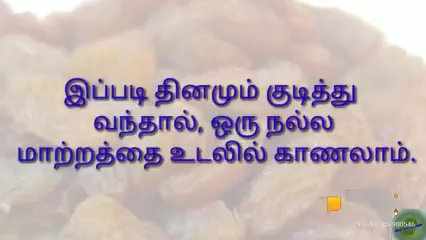 இப்படி தினமும் குடித்து
வந்தால், ஒரு நல்ல
மாற்றத்தை உடலில் காணலாம்.